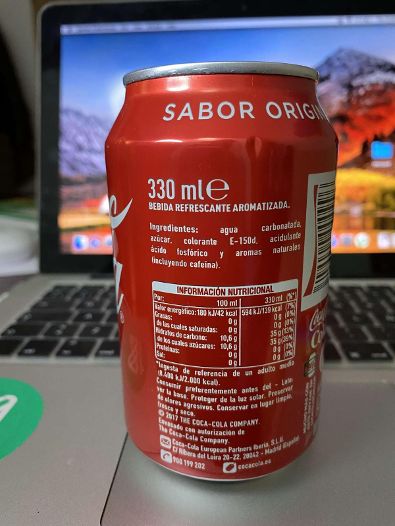 SABOR ORIGIN
330 ml e
BEBIDA REFRESCANTE AROMATIZADA.
Ingredientes: agua carbonatada,
azúcar, colorante E-150d, acidulante
ácido fosfórico y aromas naturales
(incluyendo cafeína).
INFORMACIÓN NUTRICIONAL
Por: 100 ml 330 ml (%*)
Valor energético: 180 kJ/42 kcal 594 kJ/139 kcal (7%)
Grasas: 0 g 0 g (0%)
de las cuales saturadas: 0 g 0 g (0%)
Hidratos de carbono: 10,6 g 35 g (13%)
de los cuales azúcares: 10,6 g 35 g (39%)
Proteínas: 0 g 0 g (0%)
Sal: 0 g 0 g (0%)
*Ingesta de referencia de un adulto medio
(8.400 kJ/2.000 kcal).
Consumir preferentemente antes del - Lote:
ver la base. Proteger de la luz solar. Preservar
de olores agresivos. Conservar en lugar limpio,
fresco y seco.
© 2017 THE COCA-COLA COMPANY.
Envasado con autorización de
The Coca-Cola Company.
Coca-Cola European Partners Iberia, S.L.U.
C/ Ribera del Loira 20-22, 28042 - Madrid (España)
900 199 202 cocacola.es